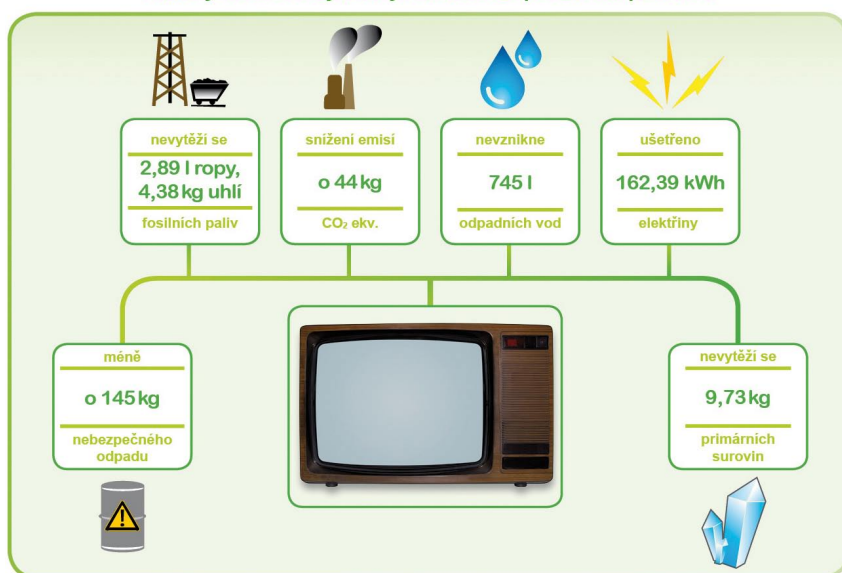 nevytěží se
2,89 l ropy,
4,38 kg uhlí
fosilních paliv
snížení emisí
o 44 kg
CO₂ ekv.
nevznikne
745 l
odpadních vod
ušetřeno
162,39 kWh
elektřiny
méně
o 145 kg
nebezpečného
odpadu
nevytěží se
9,73 kg
primárních
surovin